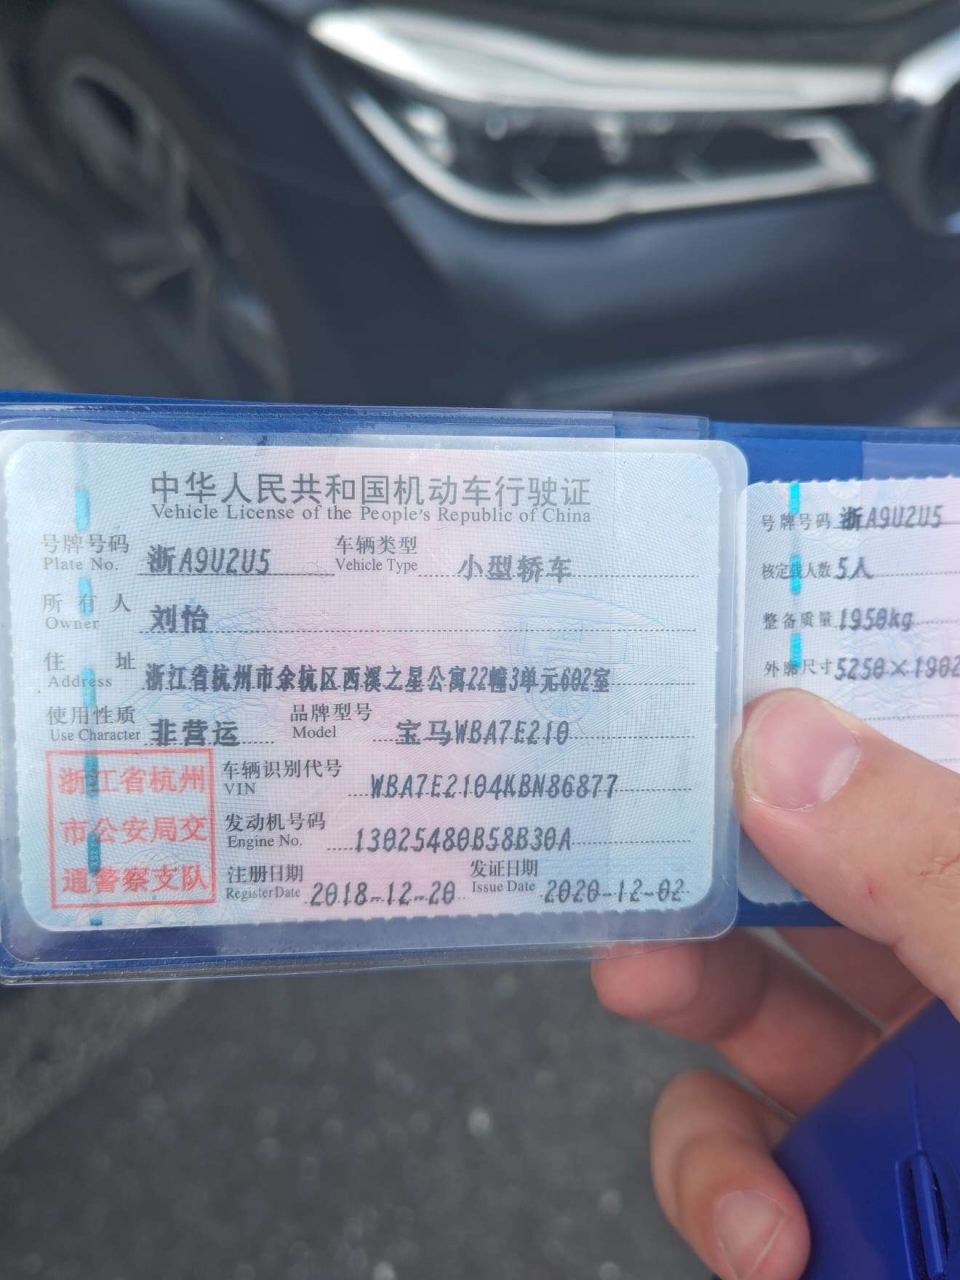 中华人民共和国机动车行驶证
Vehicle License of the People's Republic of China
号牌号码 浙A9U2U5 车辆类型 小型轿车
Plate No. Vehicle Type
所有人 刘怡
Owner
住址 浙江省杭州市余杭区西溪之星公寓22幢3单元602室
Address
使用性质 非营运 品牌型号 宝马WBA7E210
Use Character Model
浙江省杭州
市公安局交
通警察支队
车辆识别代号 WBA7E2104KBN86877
VIN
发动机号码 13025480B58B30A
Engine No.
注册日期 2018-12-20 发证日期 2020-12-02
Register Date Issue Date
号牌号码 浙A9U2U5
核定载人数 5人
整备质量 1950kg
外廓尺寸 5250×1902